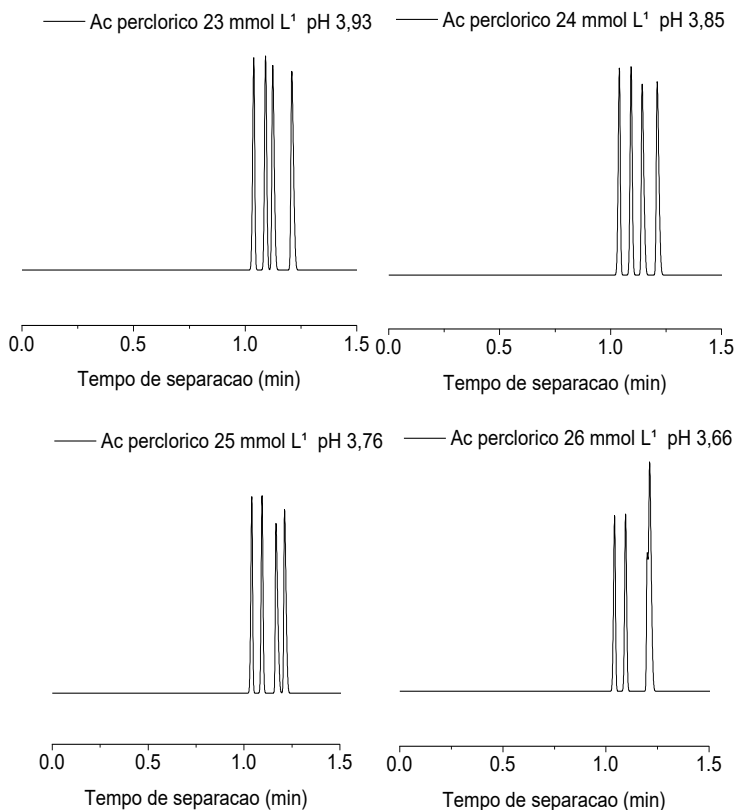 Ac perclorico 23 mmol L¹ pH 3,93
Ac perclorico 24 mmol L¹ pH 3,85
0.0 0.5 1.0 1.5
Tempo de separacao (min)
0.0 0.5 1.0 1.5
Tempo de separacao (min)
Ac perclorico 25 mmol L¹ pH 3,76
Ac perclorico 26 mmol L¹ pH 3,66
0.0 0.5 1.0 1.5
Tempo de separacao (min)
0.0 0.5 1.0 1.5
Tempo de separacao (min)